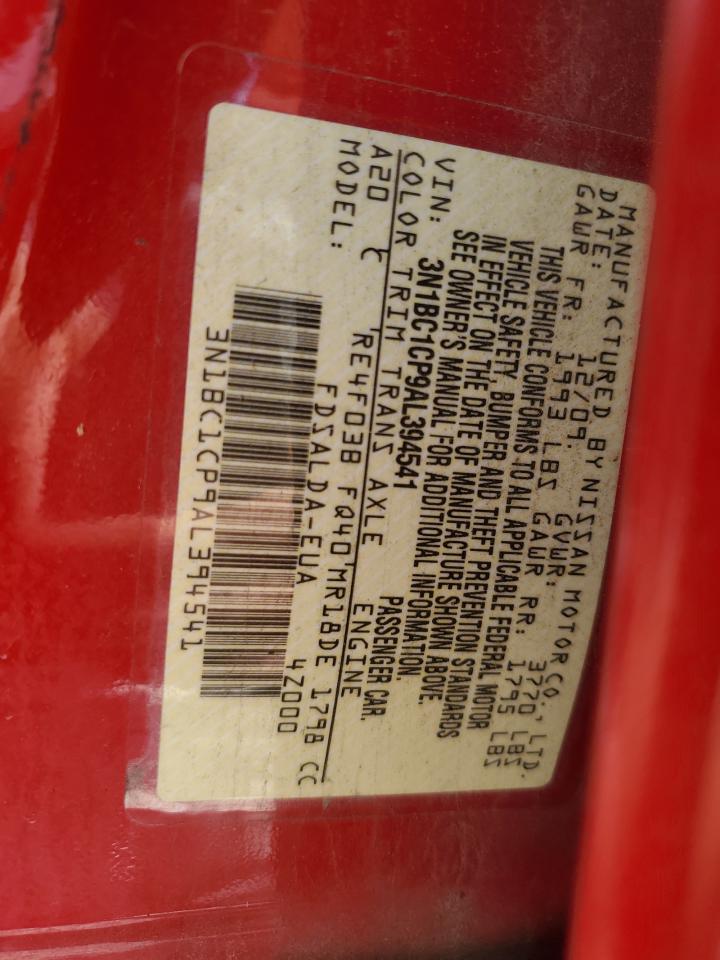 MANUFACTURED BY NISSAN MOTOR CO., LTD.
DATE: 12/09. GVWR: 3770 LBS
GAWR FR: 1993 LBS GAWR RR: 1795 LBS
THIS VEHICLE CONFORMS TO ALL APPLICABLE FEDERAL MOTOR
VEHICLE SAFETY, BUMPER AND THEFT PREVENTION STANDARDS
IN EFFECT ON THE DATE OF MANUFACTURE SHOWN ABOVE.
SEE OWNER'S MANUAL FOR ADDITIONAL INFORMATION.
VIN: 3N1BC1CP9AL394541 PASSENGER CAR.
COLOR TRIM TRANS AXLE ENGINE
A20 C RE4F03B FQ40 MR18DE 1798 CC
MODEL: FDSALDA-EUA 4Z000
3N1BC1CP9AL394541